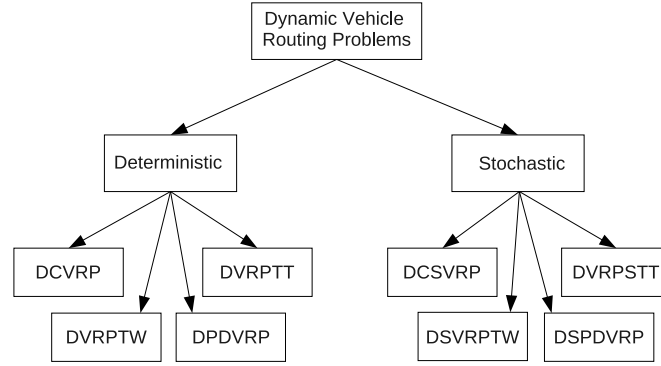 Dynamic Vehicle
Routing Problems
Deterministic
Stochastic
DCVRP
DVRPTT
DCSVRP
DVRPSTT
DVRPTW
DPDVRP
DSVRPTW
DSPDVRP